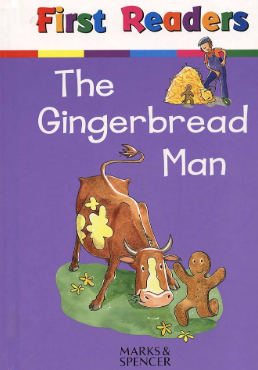 First Readers
The
Gingerbread
Man
MARKS &
SPENCER